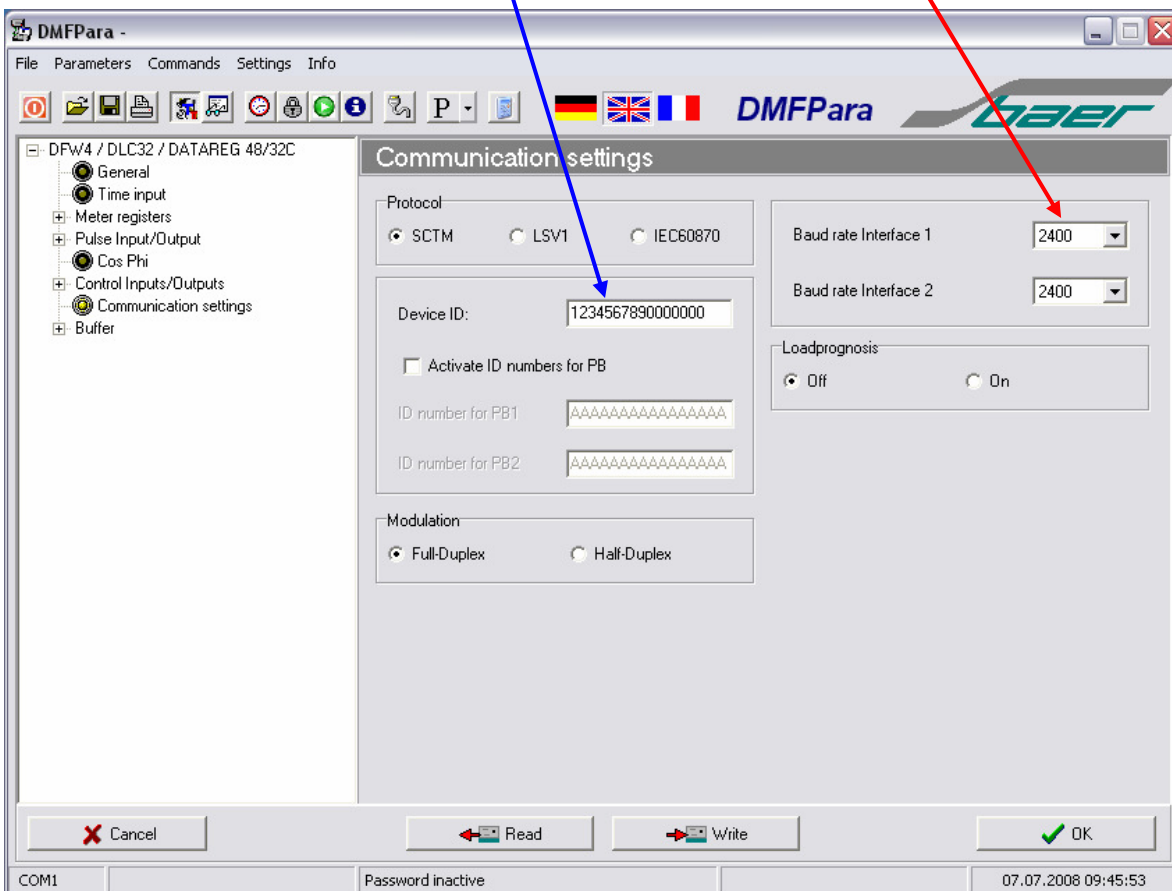 DMFPara -
File Parameters Commands Settings Info
P
DMFPara
baer
DFW4 / DLC32 / DATAREG 48/32C
General
Time input
Meter registers
Pulse Input/Output
Cos Phi
Control Inputs/Outputs
Communication settings
Buffer
Communication settings
Protocol
SCTM LSV1 IEC60870
Device ID: 1234567890000000
Activate ID numbers for PB
ID number for PB1 AAAAAAAAAAAAAAAA
ID number for PB2 AAAAAAAAAAAAAAAA
Modulation
Full-Duplex Half-Duplex
Baud rate Interface 1 2400
Baud rate Interface 2 2400
Loadprognosis
Off On
Cancel Read Write OK
COM1 Password inactive 07.07.2008 09:45:53